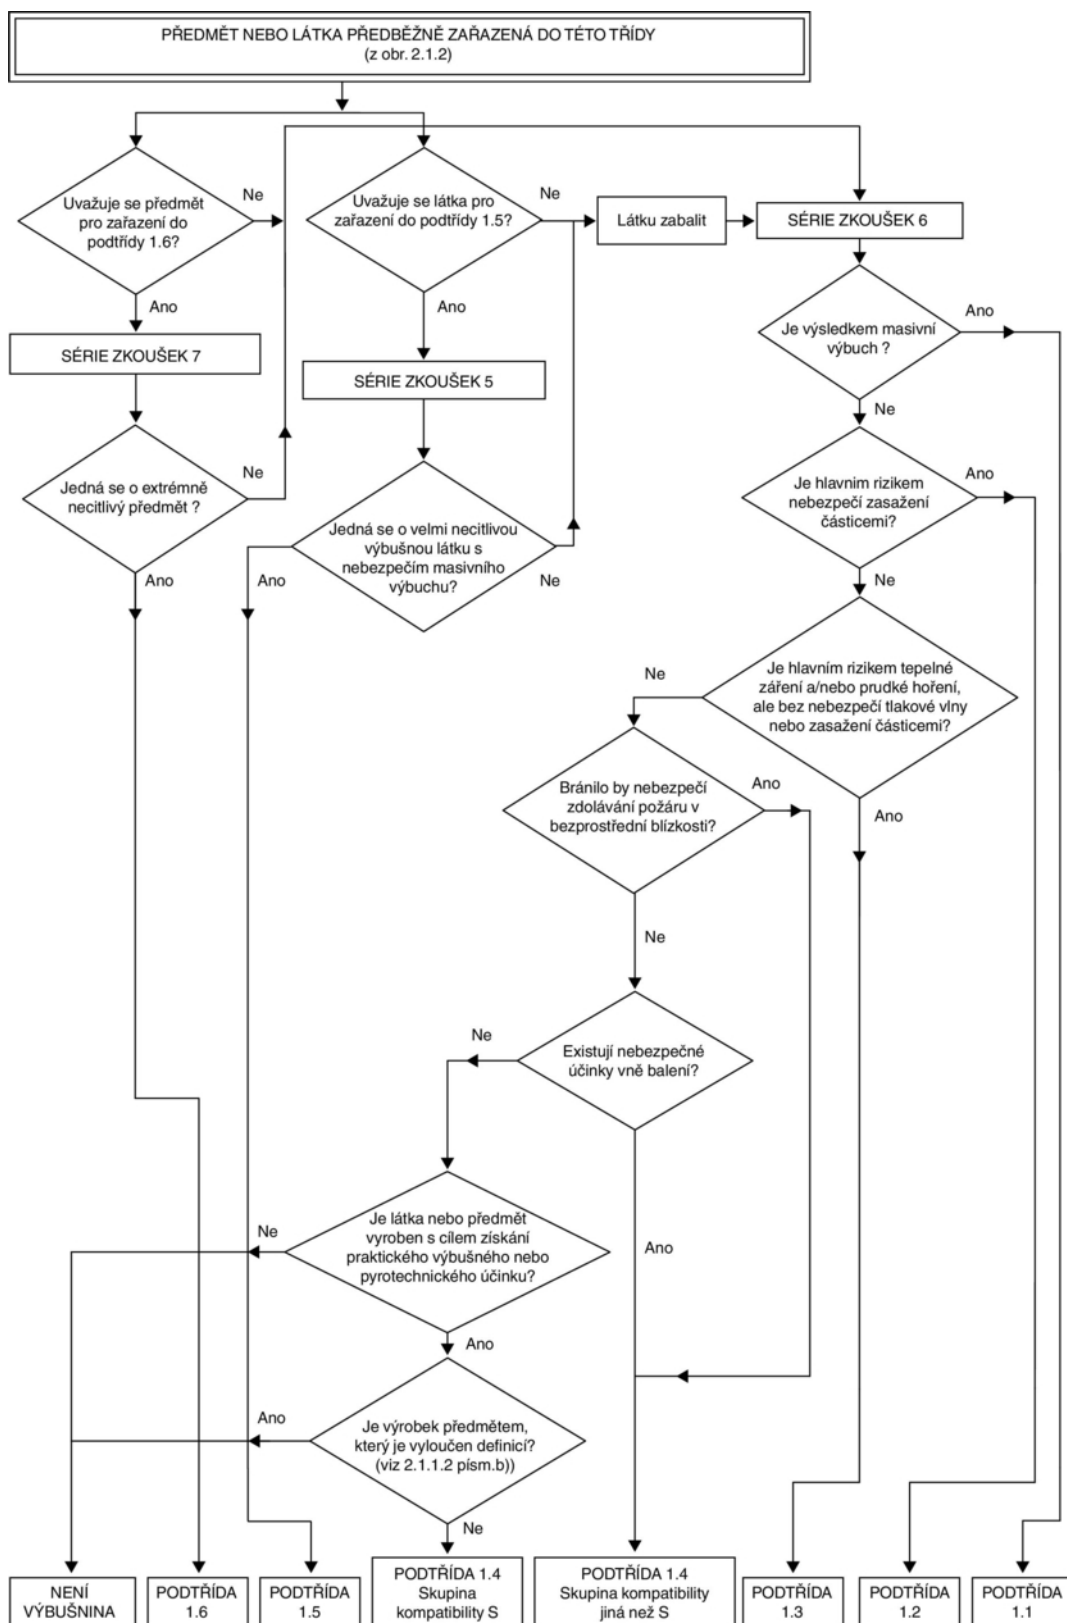 PŘEDMĚT NEBO LÁTKA PŘEDBĚŽNĚ ZAŘAZENÁ DO TÉTO TŘÍDY
(z obr. 2.1.2)
Uvažuje se předmět
pro zařazení do
podtřídy 1.6?
Ne
Ano
Uvažuje se látka pro
zařazení do podtřídy 1.5?
Ne
Ano
Látku zabalit
SÉRIE ZKOUŠEK 6
SÉRIE ZKOUŠEK 7
SÉRIE ZKOUŠEK 5
Je výsledkem masivní
výbuch ?
Ano
Ne
Jedná se o extrémně
necitlivý předmět ?
Ne
Ano
Jedná se o velmi necitlivou
výbušnou látku s
nebezpečím masivního
výbuchu?
Ano
Ne
Je hlavnim rizikem
nebezpečí zasažení
částicemi?
Ano
Ne
Je hlavním rizikem tepelné
záření a/nebo prudké hoření,
ale bez nebezpečí tlakové vlny
nebo zasažení částicemi?
Ne
Ano
Bránilo by nebezpečí
zdolávání požáru v
bezprostřední blízkosti?
Ano
Ne
Existují nebezpečné
účinky vně balení?
Ne
Ano
Je látka nebo předmět
vyroben s cílem získání
praktického výbušného nebo
pyrotechnického účinku?
Ne
Ano
Je výrobek předmětem,
který je vyloučen definicí?
(viz 2.1.1.2 písm.b))
Ano
Ne
NENÍ
VÝBUŠNINA
PODTŘÍDA
1.6
PODTŘÍDA
1.5
PODTŘÍDA 1.4
Skupina
kompatibility S
PODTŘÍDA 1.4
Skupina kompatibility
jiná než S
PODTŘÍDA
1.3
PODTŘÍDA
1.2
PODTŘÍDA
1.1